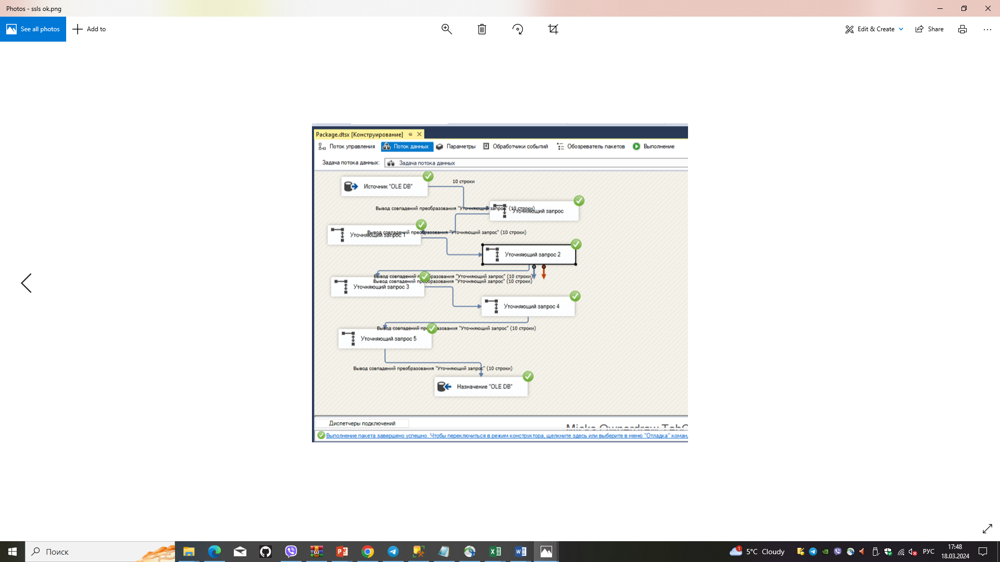 Photos - ssls ok.png
See all photos
Add to
Edit & Create
Share
Package.dtsx [Конструирование]
Поток управления
Поток данных
Параметры
Обработчики событий
Обозреватель пакетов
Выполнение
Задача потока данных:
Задача потока данных
Источник "OLE DB"
10 строки
Вывод совпадений преобразования "Уточняющий запрос" (10 строки)
Уточняющий запрос
Вывод совпадений преобразования "Уточняющий запрос" (10 строки)
Уточняющий запрос 1
Уточняющий запрос 2
Вывод совпадений преобразования "Уточняющий запрос" (10 строки)
Вывод совпадений преобразования "Уточняющий запрос" (10 строки)
Уточняющий запрос 3
Уточняющий запрос 4
Вывод совпадений преобразования "Уточняющий запрос" (10 строки)
Уточняющий запрос 5
Вывод совпадений преобразования "Уточняющий запрос" (10 строки)
Назначение "OLE DB"
Диспетчеры подключений
Выполнение пакета завершено успешно. Чтобы переключиться в режим конструктора, щелкните здесь или выберите в меню "Отладка" коман
Поиск
1
5°C Cloudy
РУС
17:48
18.03.2024